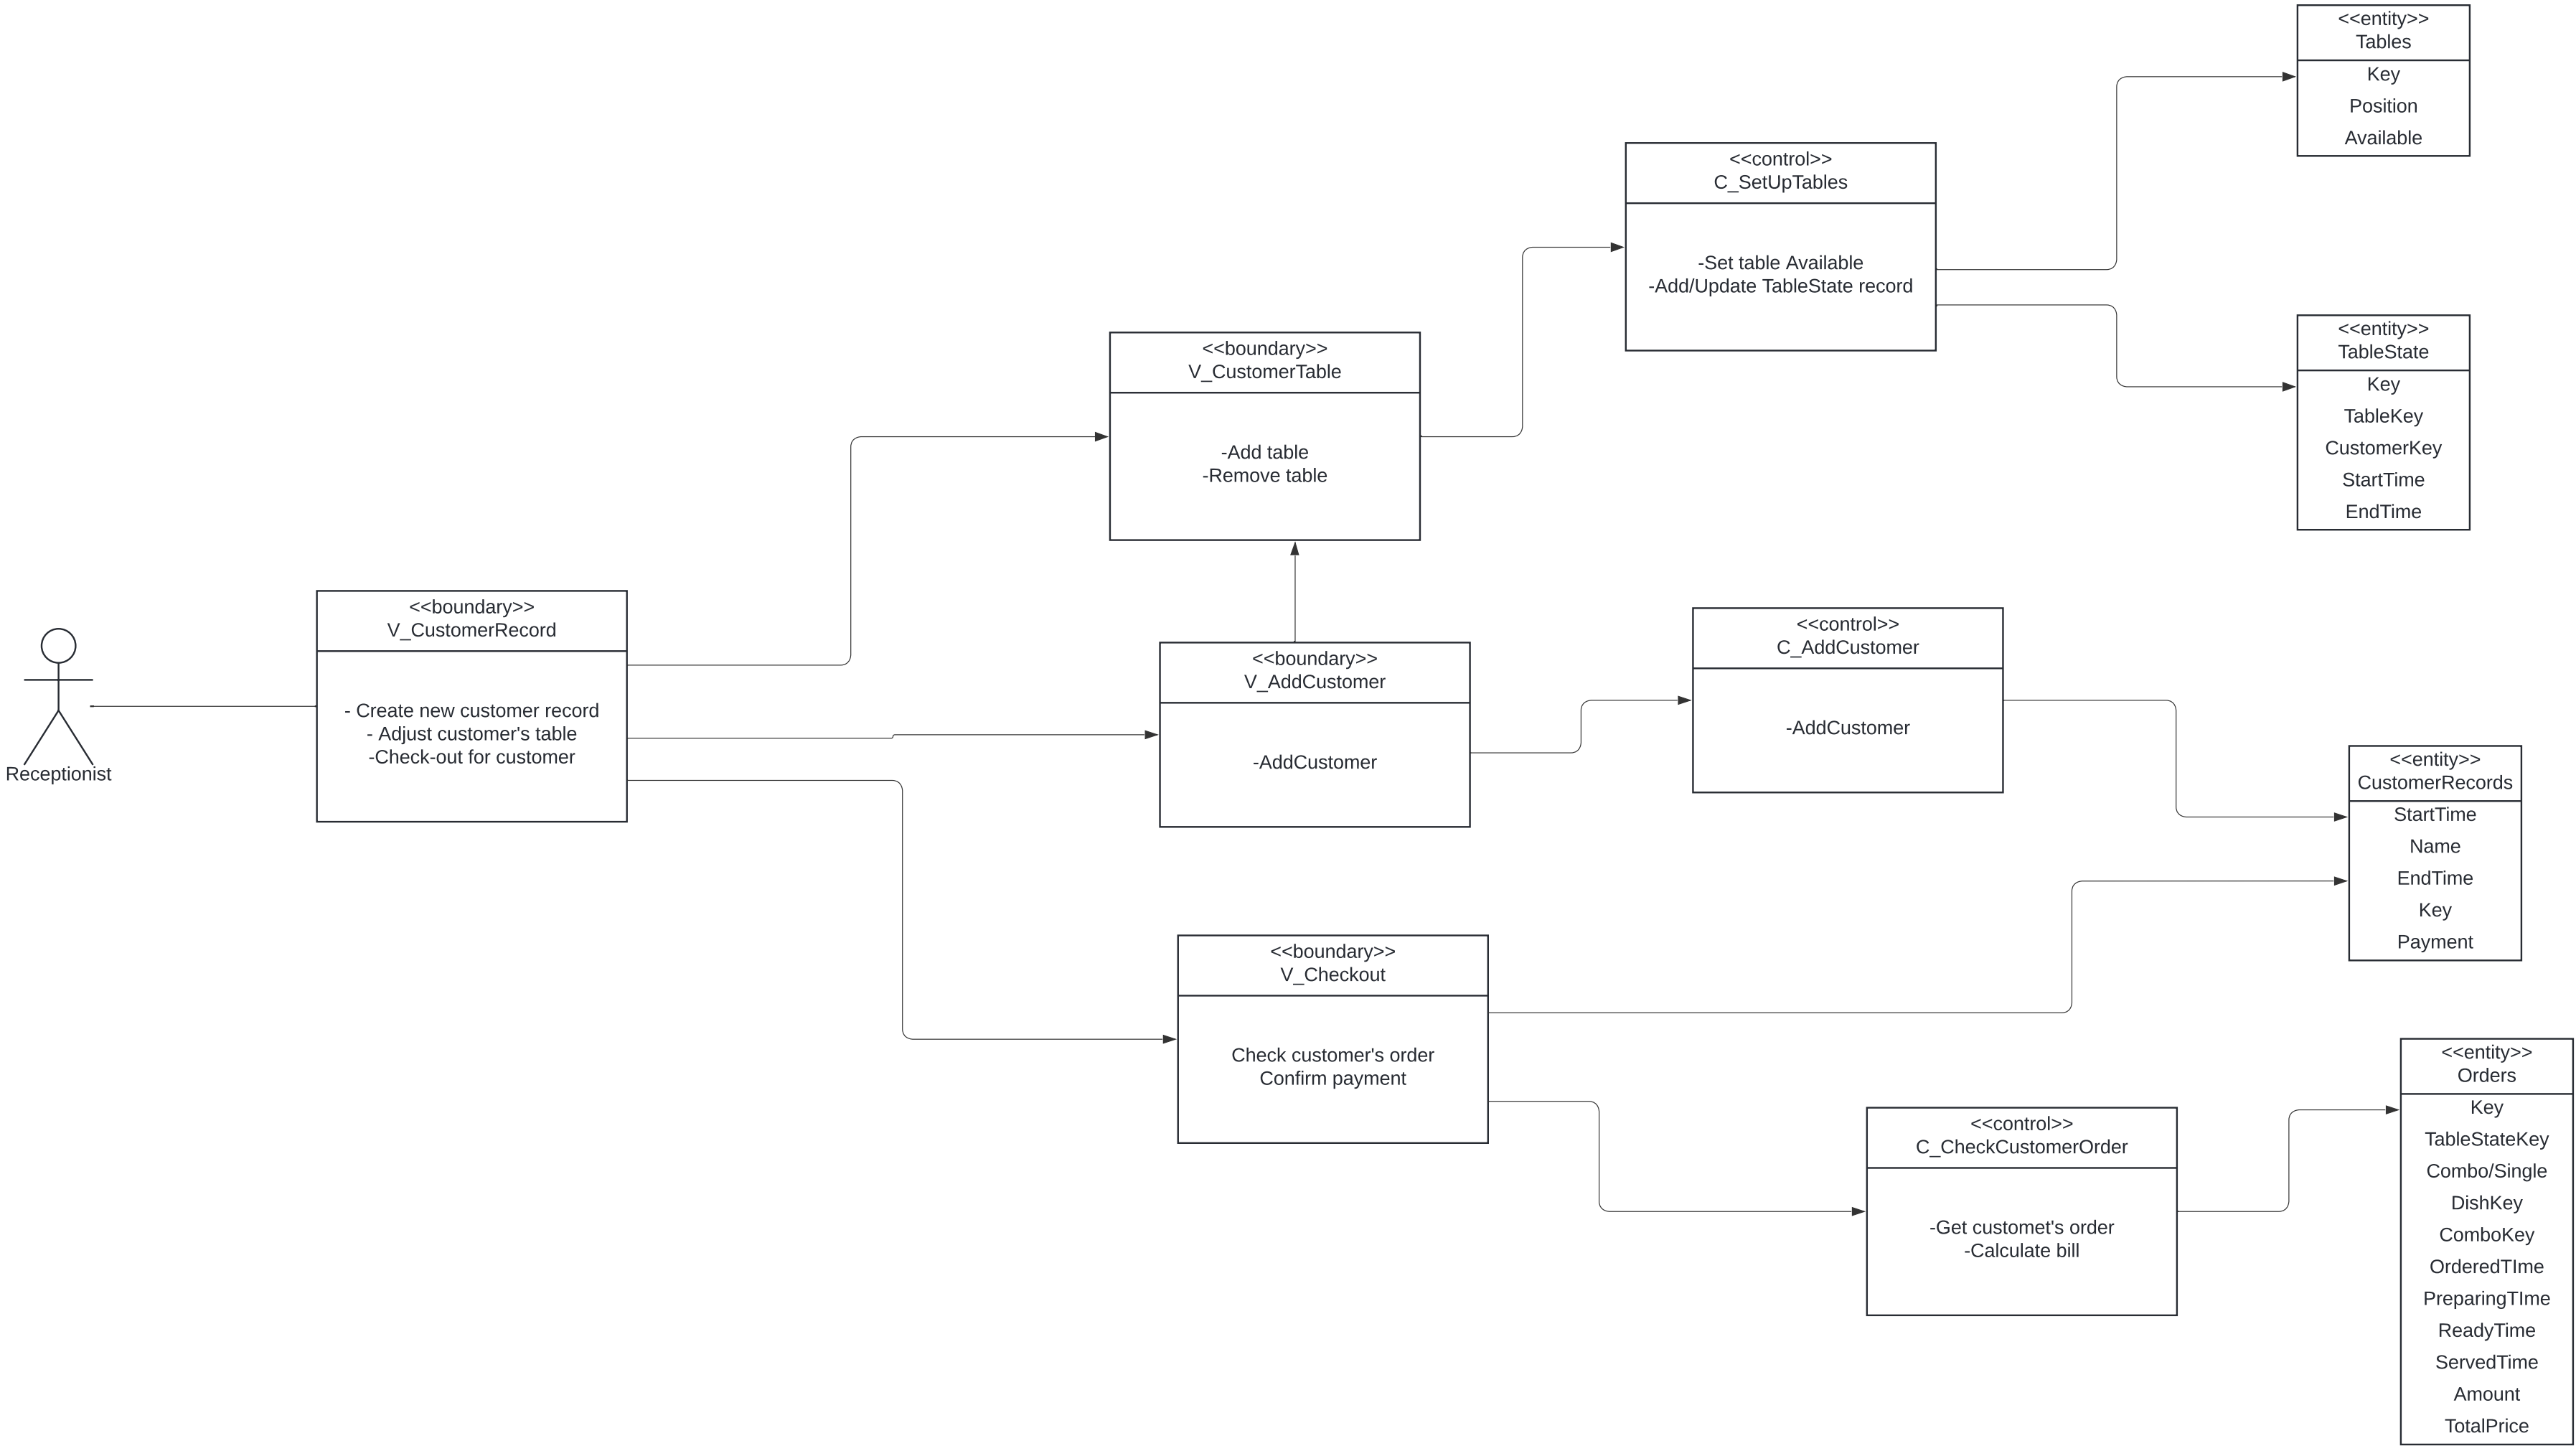 <<entity>>
Tables
Key
Position
Available
<<control>>
C_SetUpTables
-Set table Available
-Add/Update TableState record
<<entity>>
TableState
Key
TableKey
CustomerKey
StartTime
EndTime
<<boundary>>
V_CustomerTable
-Add table
-Remove table
<<boundary>>
V_CustomerRecord
- Create new customer record
- Adjust customer's table
-Check-out for customer
Receptionist
<<boundary>>
V_AddCustomer
-AddCustomer
<<control>>
C_AddCustomer
-AddCustomer
<<entity>>
CustomerRecords
StartTime
Name
EndTime
Key
Payment
<<boundary>>
V_Checkout
Check customer's order
Confirm payment
<<control>>
C_CheckCustomerOrder
-Get customet's order
-Calculate bill
<<entity>>
Orders
Key
TableStateKey
Combo/Single
DishKey
ComboKey
OrderedTIme
PreparingTIme
ReadyTime
ServedTime
Amount
TotalPrice